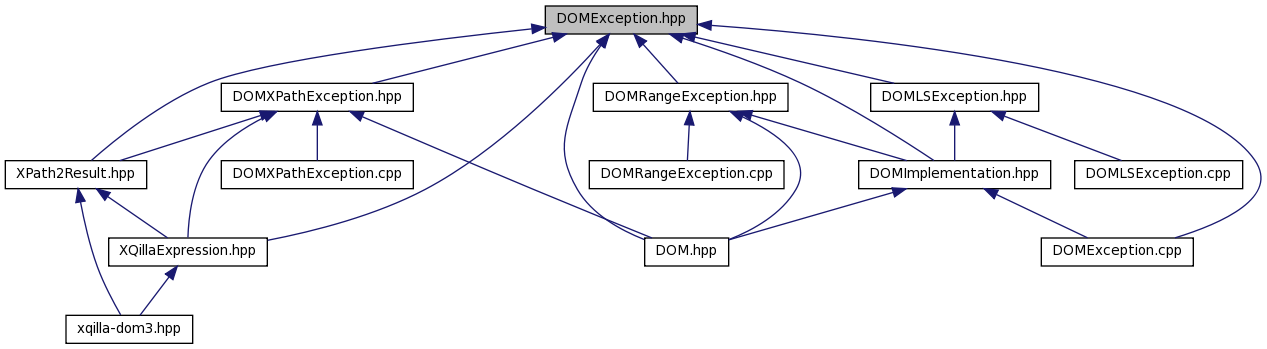 DOMException.hpp
DOMXPathException.hpp
DOMRangeException.hpp
DOMLSException.hpp
XPath2Result.hpp
DOMXPathException.cpp
DOMRangeException.cpp
DOMImplementation.hpp
DOMLSException.cpp
XQillaExpression.hpp
DOM.hpp
DOMException.cpp
xqilla-dom3.hpp